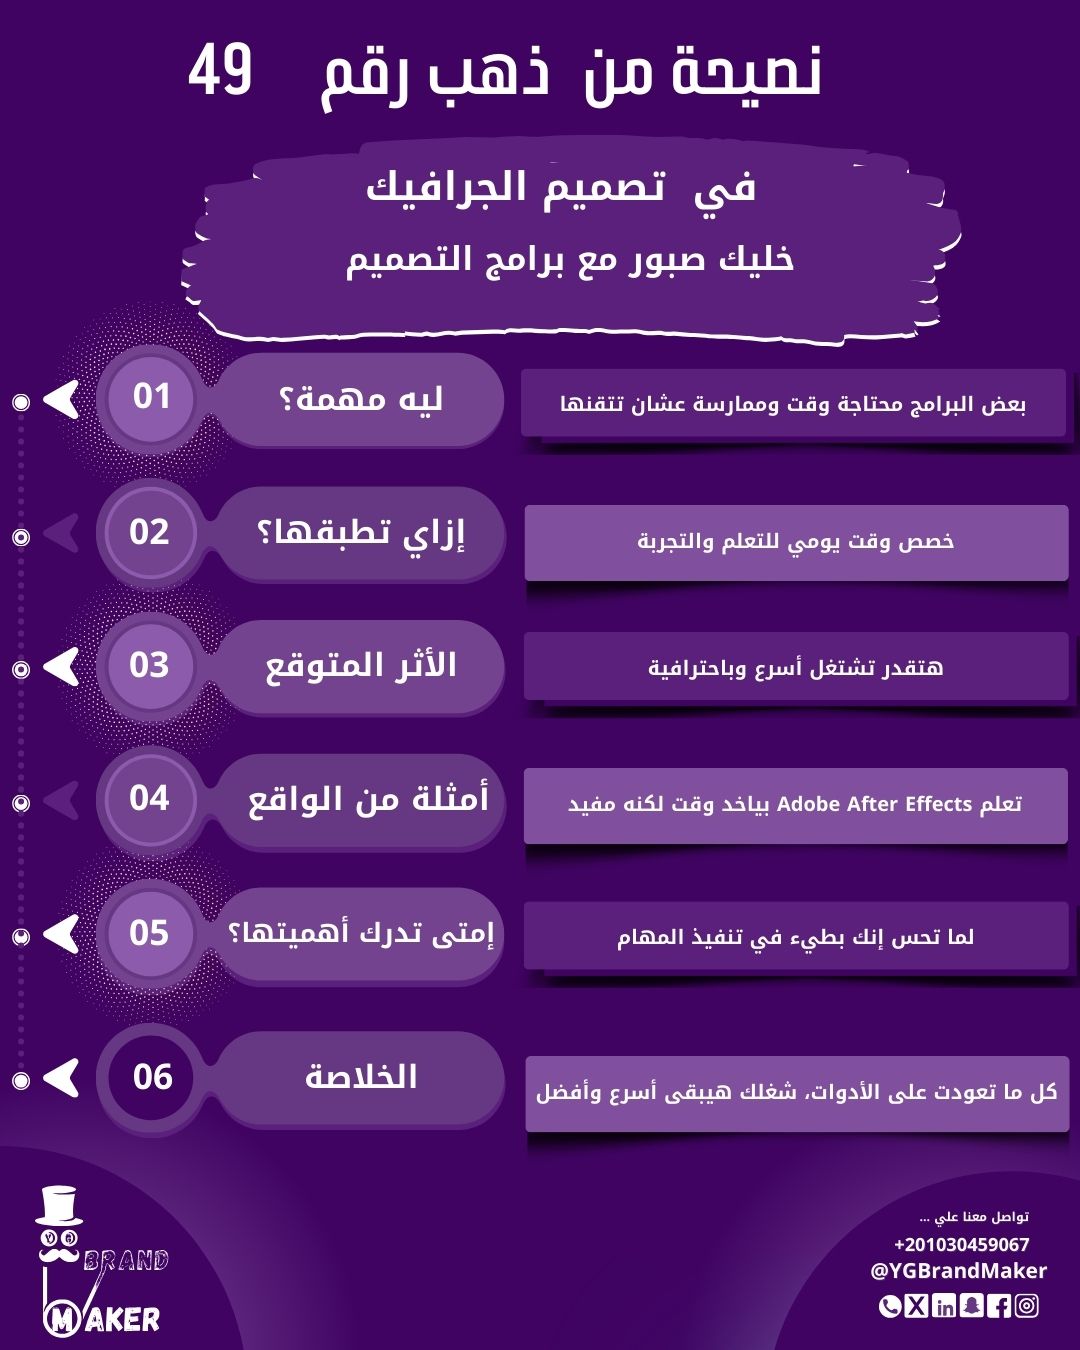 نصيحة من ذهب رقم 49
في تصميم الجرافيك
خليك صبور مع برامج التصميم
01
ليه مهمة؟
بعض البرامج محتاجة وقت وممارسة عشان تتقنها
02
إزاي تطبقها؟
خصص وقت يومي للتعلم والتجربة
03
الأثر المتوقع
هتقدر تشتغل أسرع وباحترافية
04
أمثلة من الواقع
تعلم Adobe After Effects بياخد وقت لكنه مفيد
05
إمتى تدرك أهميتها؟
لما تحس إنك بطيء في تنفيذ المهام
06
الخلاصة
كل ما تعودت على الأدوات، شغلك هيبقى أسرع وأفضل
BRAND
MAKER
تواصل معنا علي ...
+201030459067
@YGBrandMaker